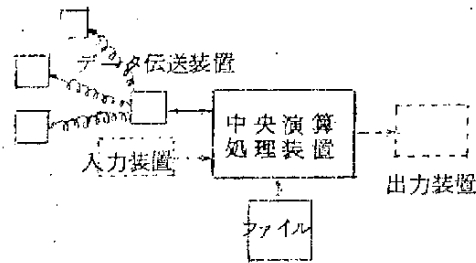 データ伝送装置
中央演算
処理装置
入力装置
出力装置
ファイル